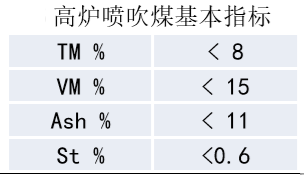 高炉喷吹煤基本指标
TM % < 8
VM % < 15
Ash % < 11
St % <0.6